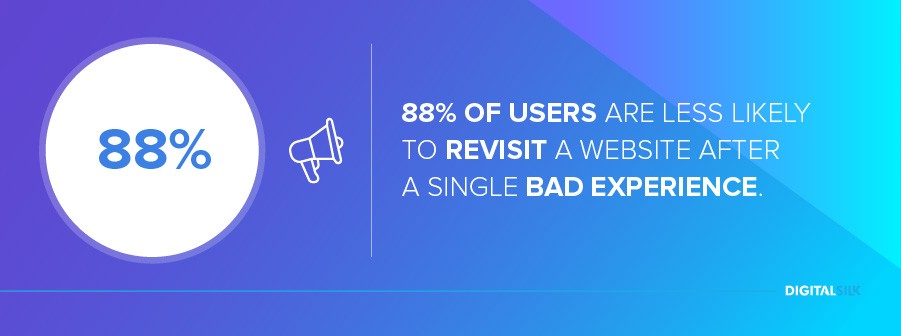 88%
88% OF USERS ARE LESS LIKELY
TO REVISIT A WEBSITE AFTER
A SINGLE BAD EXPERIENCE.
DIGITALSILK